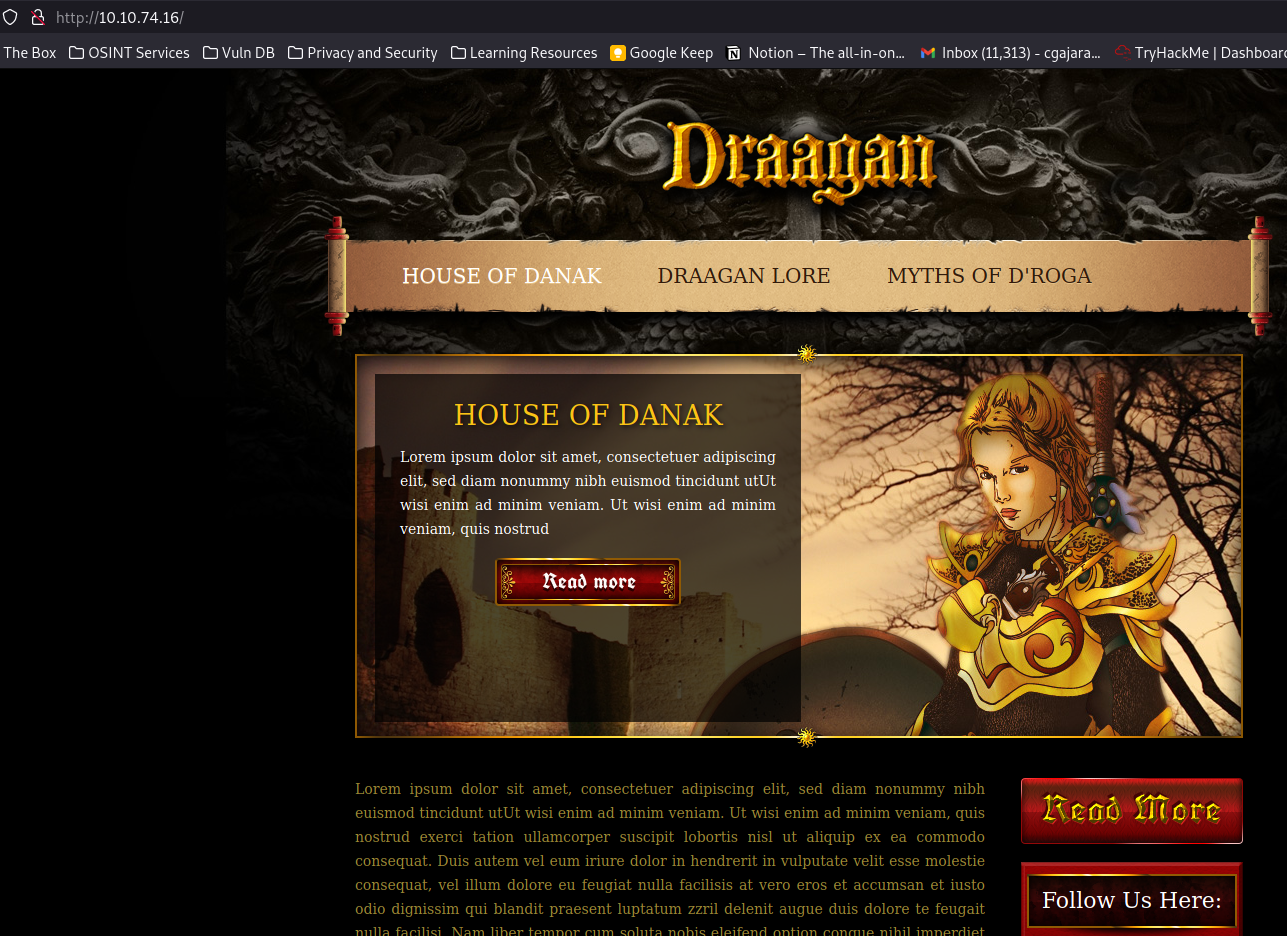 http://10.10.74.16/
The Box OSINT Services Vuln DB Privacy and Security Learning Resources Google Keep Notion – The all-in-on... Inbox (11,313) - cgajara... TryHackMe | Dashboard
Draagan
HOUSE OF DANAK DRAAGAN LORE MYTHS OF D'ROGA
HOUSE OF DANAK
Lorem ipsum dolor sit amet, consectetuer adipiscing
elit, sed diam nonummy nibh euismod tincidunt utUt
wisi enim ad minim veniam. Ut wisi enim ad minim
veniam, quis nostrud
Read more
Lorem ipsum dolor sit amet, consectetuer adipiscing elit, sed diam nonummy nibh
euismod tincidunt utUt wisi enim ad minim veniam. Ut wisi enim ad minim veniam, quis
nostrud exerci tation ullamcorper suscipit lobortis nisl ut aliquip ex ea commodo
consequat. Duis autem vel eum iriure dolor in hendrerit in vulputate velit esse molestie
consequat, vel illum dolore eu feugiat nulla facilisis at vero eros et accumsan et iusto
odio dignissim qui blandit praesent luptatum zzril delenit augue duis dolore te feugait
nulla facilisi. Nam liber tempor cum soluta nobis eleifend option congue nihil imperdiet
Read More
Follow Us Here: